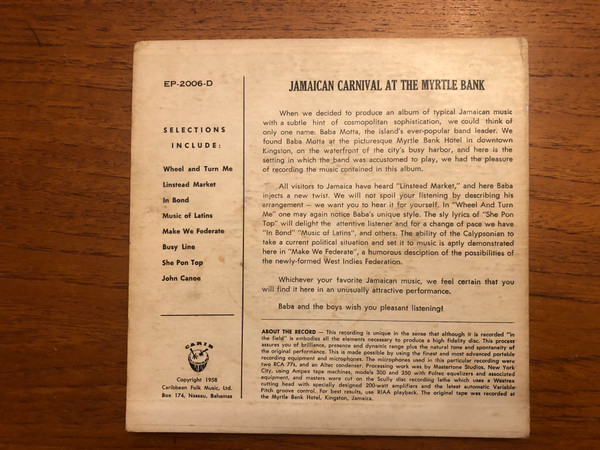 EP-2006-D
SELECTIONS
INCLUDE:
Wheel and Turn Me
Linstead Market
In Bond
Music of Latins
Make We Federate
Busy Line
She Pon Top
John Canoe
CARIB
Copyright 1958
Caribbean Folk Music, Ltd.
Box 174, Nassau, Bahamas
JAMAICAN CARNIVAL AT THE MYRTLE BANK
When we decided to produce an album of typical Jamaican music
with a subtle hint of cosmopolitan sophistication, we could think of
only one name: Baba Motta, the island's ever-popular band leader. We
found Baba Motta at the picturesque Myrtle Bank Hotel in downtown
Kingston, on the waterfront of the city's busy harbor, and here is the
setting in which the band was accustomed to play, we had the pleasure
of recording the music contained in this album.
All visitors to Jamaica have heard "Linstead Market," and here Baba
injects a new twist. We will not spoil your listening by describing his
arrangement — we want you to hear it for yourself. In "Wheel And Turn
Me" one may again notice Baba's unique style. The sly lyrics of "She Pon
Top" will delight the attentive listener and for a change of pace we have
"In Bond" "Music of Latins", and others. The ability of the Calypsonian to
take a current political situation and set it to music is aptly demonstrated
here in "Make We Federate", a humorous desciption of the possibilities of
the newly-formed West Indies Federation.
Whichever your favorite Jamaican music, we feel certain that you
will find it here in an unusually attractive performance.
Baba and the boys wish you pleasant listening!
ABOUT THE RECORD — This recording is unique in the sense that although it is recorded "in
the field" is embodies all the elements necessary to produce a high fidelity disc. This process
assures you of brilliance, presence and dynamic range plus the natural tone and spontaneity of
the original performance. This is made possible by using the finest and most advanced portable
recording equipment and microphones. The microphones used in this particular recording were
two RCA 77s, and an Altec condenser. Processing work was by Mastertone Studios, New York
City, using Ampex tape machines, models 300 and 350 with Poltec equalizers and associated
equipment, and masters were cut on the Scully disc recording lathe which uses a Westrex
cutting head with specially designed 200-watt amplifiers and the latest automatic Variable
Pitch groove control. For best results, use RIAA playback. The original tape was recorded at
the Myrtle Bank Hotel, Kingston, Jamaica.